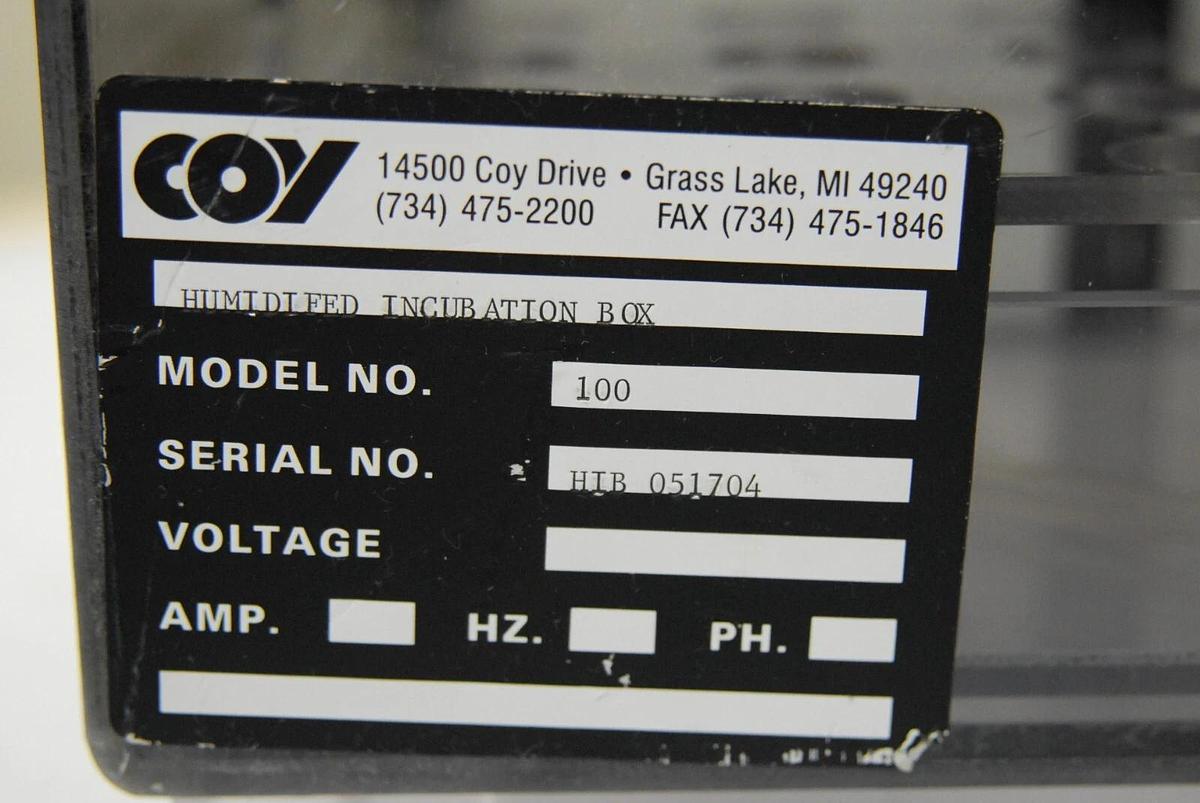 COY
14500 Coy Drive • Grass Lake, MI 49240
(734) 475-2200 FAX (734) 475-1846
HUMIDIFED INCUBATION BOX
MODEL NO. 100
SERIAL NO. HIB 051704
VOLTAGE
AMP. HZ. PH.